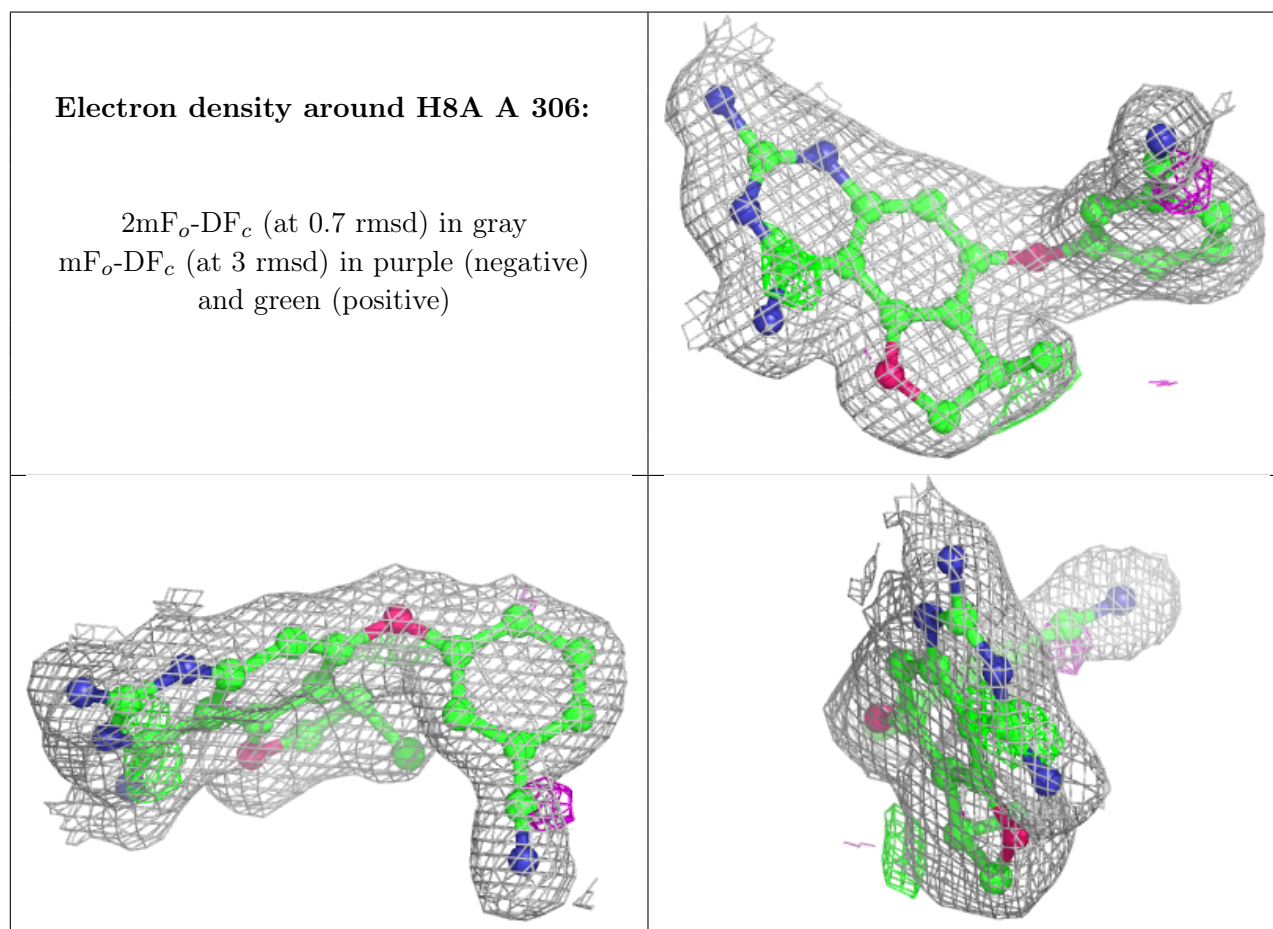 Electron density around H8A A 306:
2mFo-DFc (at 0.7 rmsd) in gray
mFo-DFc (at 3 rmsd) in purple (negative)
and green (positive)